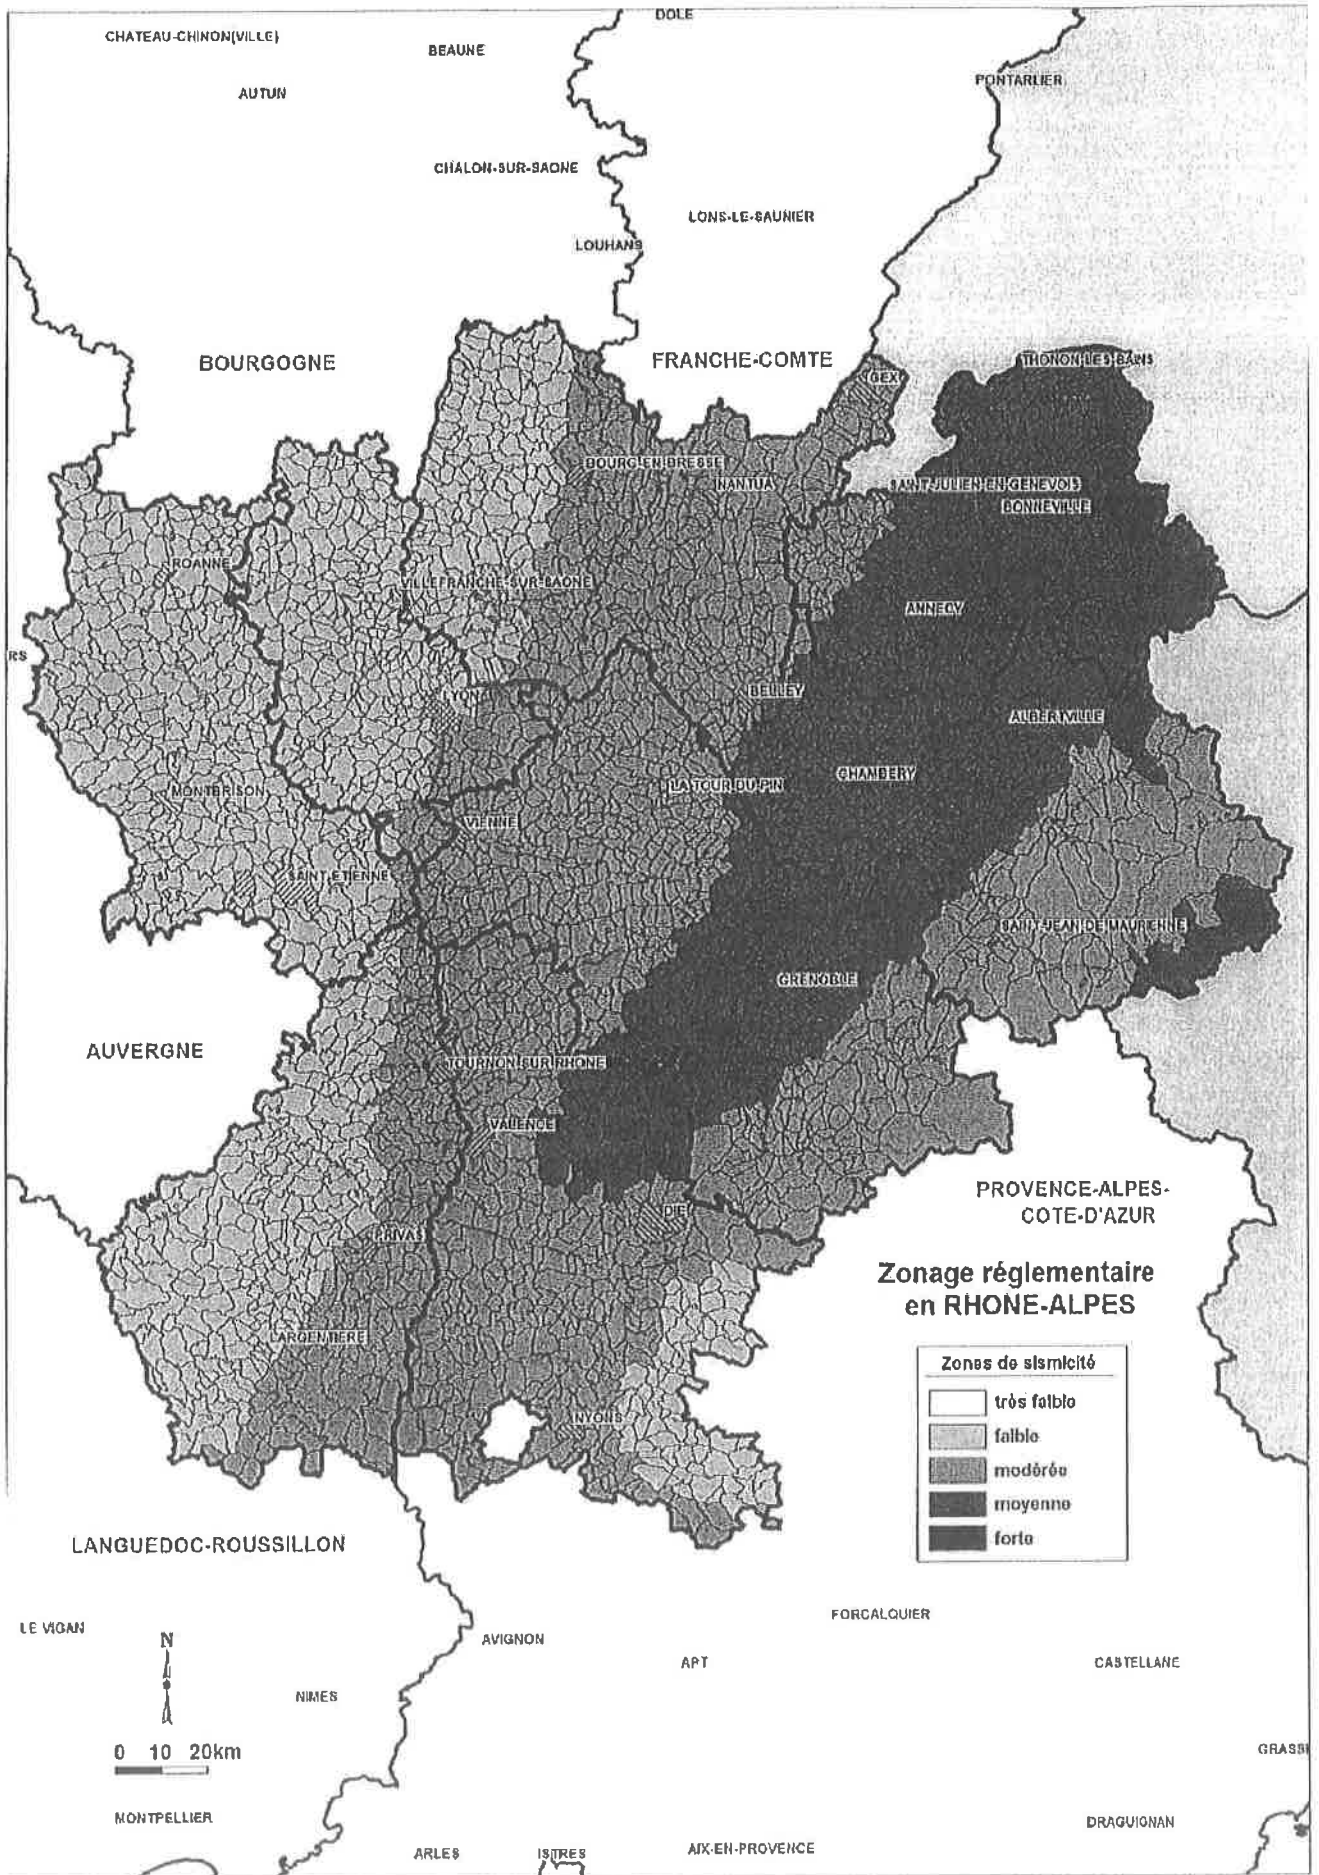 DOLE
CHATEAU-CHINON(VILLE)
BEAUNE
PONTARLIER
AUTUN
CHALON-SUR-SAONE
LONS-LE-SAUNIER
LOUHANS
BOURGOGNE
FRANCHE-COMTE
THONON-LES-BAINS
GEX
BOURG-EN-BRESSE
NANTUA
SAINT-JULIEN-EN-GENEVOIS
BONNEVILLE
ROANNE
VILLEFRANCHE-SUR-SAONE
ANNECY
RS
LYON
BELLEY
ALBERTVILLE
CHAMBERY
LA TOUR-DU-PIN
MONTBRISON
VIENNE
SAINT-ETIENNE
SAINT-JEAN-DE-MAURIENNE
GRENOBLE
AUVERGNE
TOURNON-SUR-RHONE
VALENCE
PROVENCE-ALPES-
COTE-D'AZUR
DIE
PRIVAS
Zonage réglementaire
en RHONE-ALPES
LARGENTIERE
Zones de sismicité
très faible
faible
modérée
moyenne
forte
NYONS
LANGUEDOC-ROUSSILLON
LE VIGAN
N
AVIGNON
FORCALQUIER
APT
CASTELLANE
NIMES
0 10 20km
GRASS
MONTPELLIER
DRAGUIGNAN
ARLES
ISTRES
AIX-EN-PROVENCE